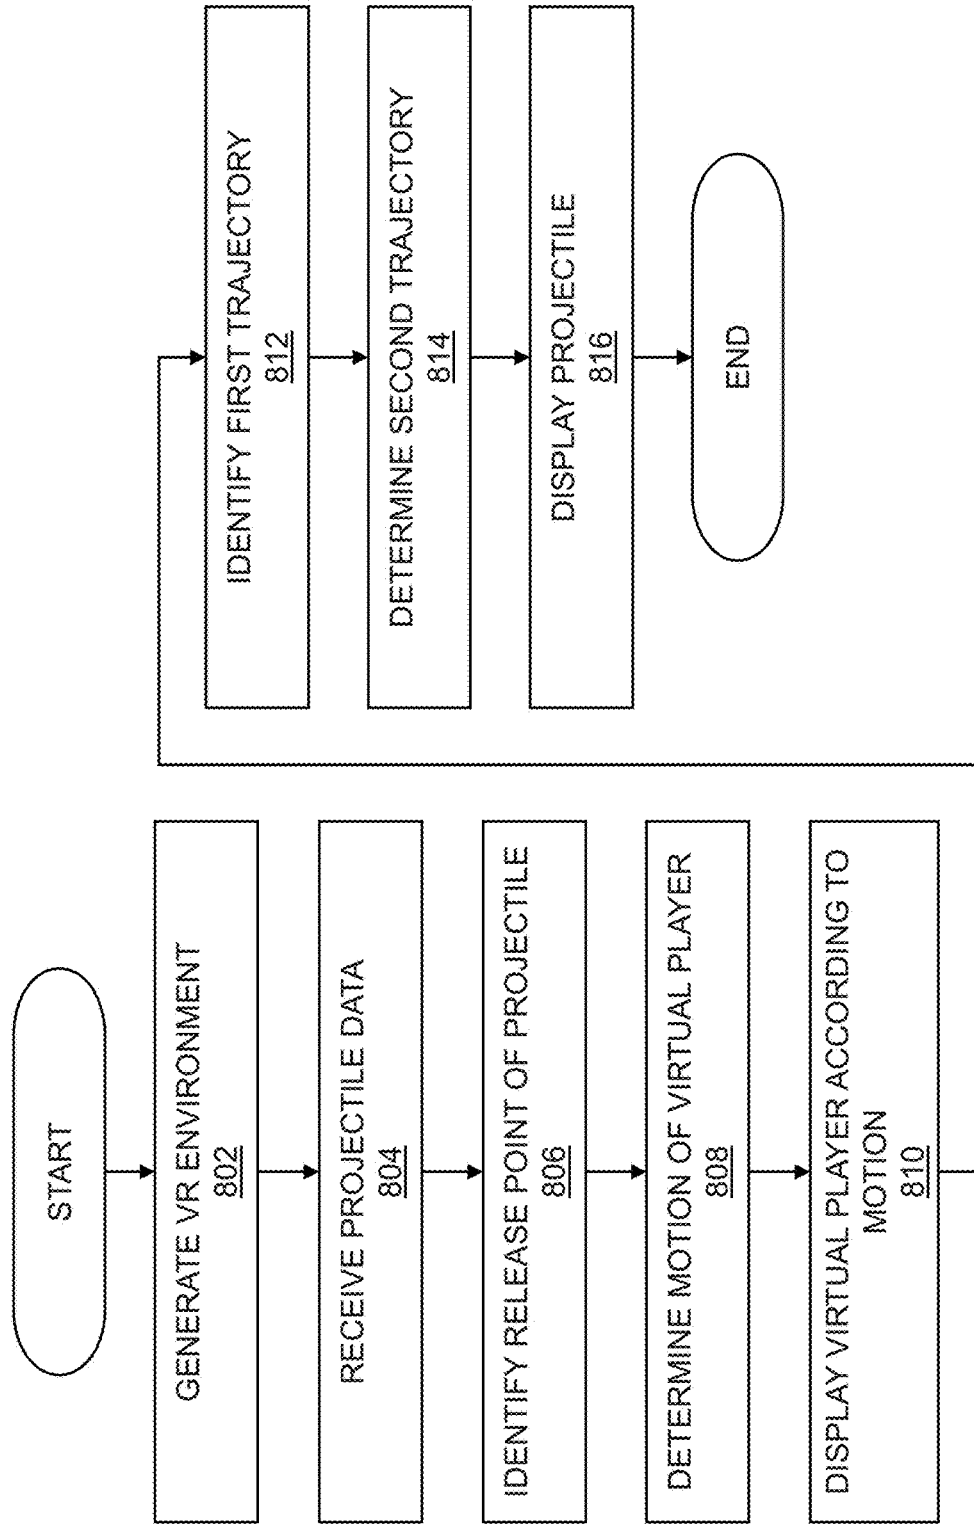 START
GENERATE VR ENVIRONMENT
802
RECEIVE PROJECTILE DATA
804
IDENTIFY RELEASE POINT OF PROJECTILE
806
DETERMINE MOTION OF VIRTUAL PLAYER
808
DISPLAY VIRTUAL PLAYER ACCORDING TO
MOTION
810
IDENTIFY FIRST TRAJECTORY
812
DETERMINE SECOND TRAJECTORY
814
DISPLAY PROJECTILE
816
END